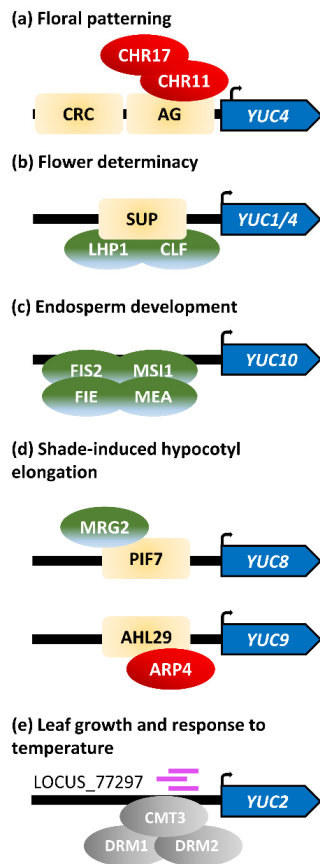 (a) Floral patterning
CHR17
CHR11
CRC AG YUC4
(b) Flower determinacy
SUP YUC1/4
LHP1 CLF
(c) Endosperm development
FIS2 MSI1 YUC10
FIE MEA
(d) Shade-induced hypocotyl
elongation
MRG2
PIF7 YUC8
AHL29 YUC9
ARP4
(e) Leaf growth and response to
temperature
LOCUS_77297
YUC2
CMT3
DRM1 DRM2